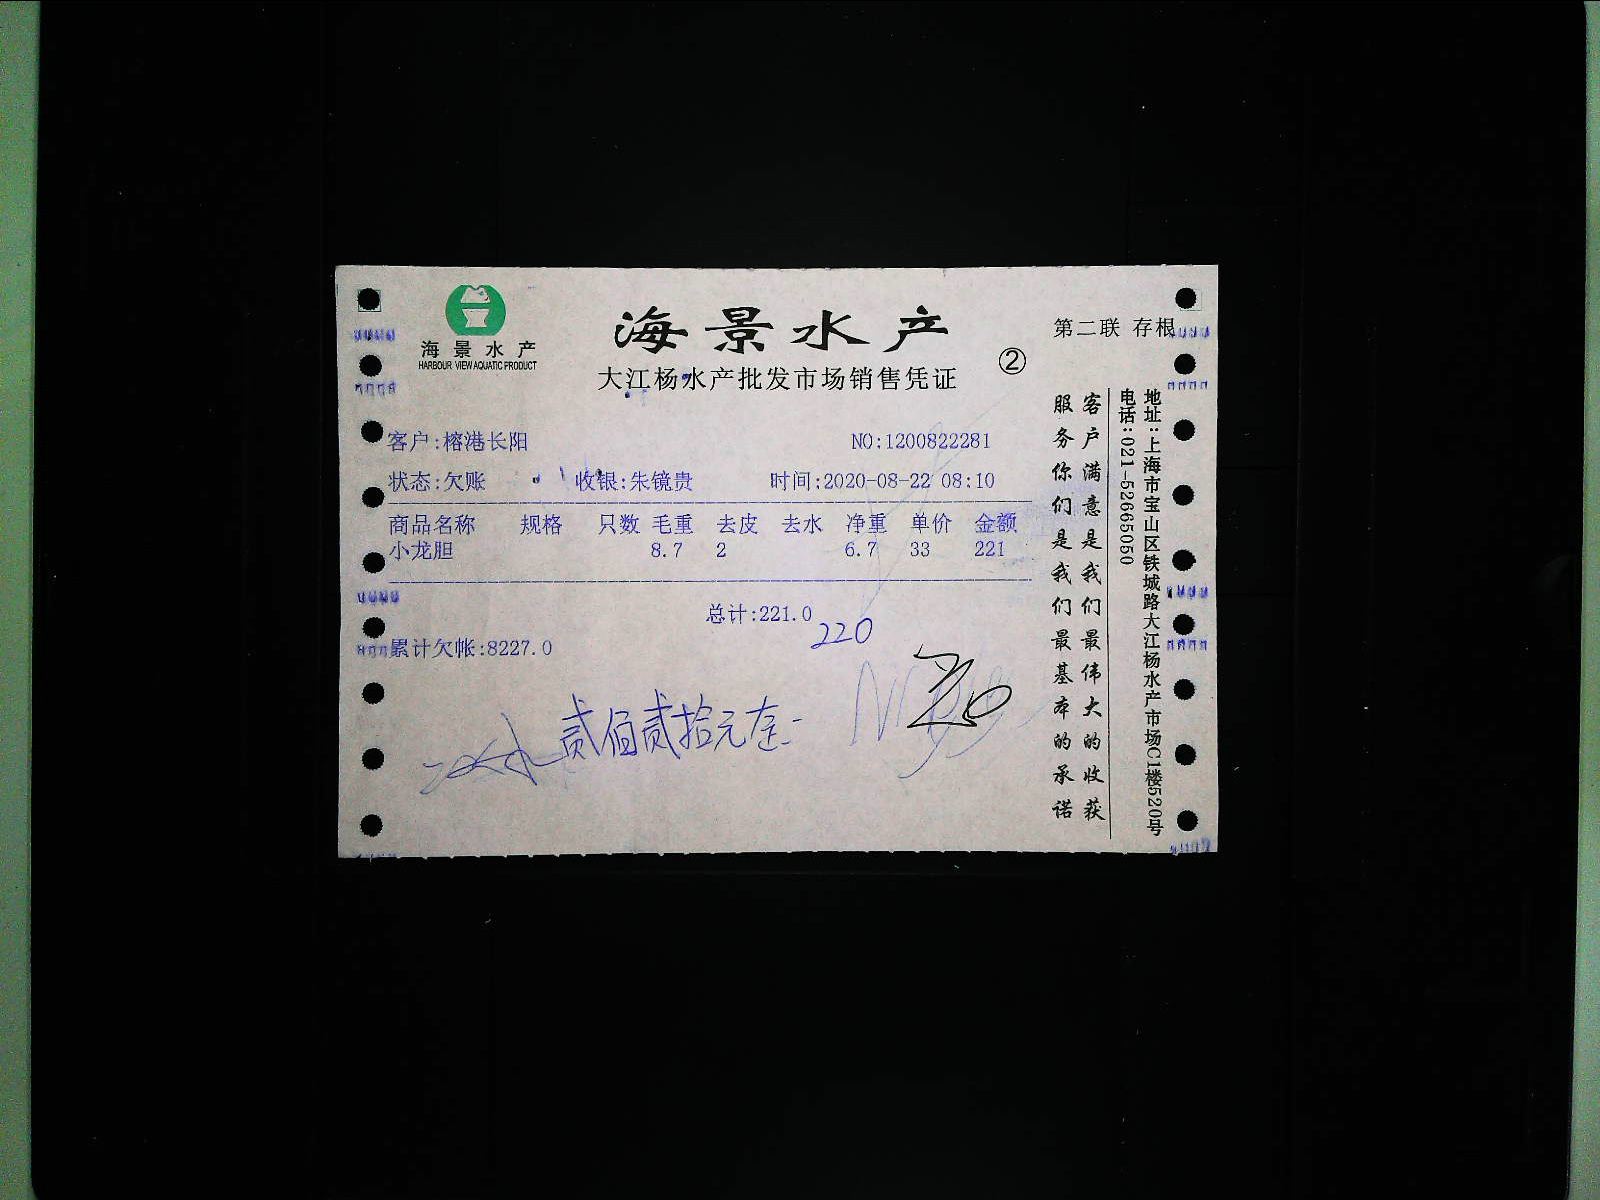 海景水产
HARBOUR VIEW AQUATIC PRODUCT
海景水产
大江杨水产批发市场销售凭证
②
第二联 存根
客户:榕港长阳
NO:1200822281
状态:欠账 收银:朱镜贵 时间:2020-08-22 08:10
商品名称 规格 只数 毛重 去皮 去水 净重 单价 金额
小龙胆 8.7 2 6.7 33 221
总计:221.0
220
累计欠帐:8227.0
贰佰贰拾元
220
客户满意是我们最伟大的收获
服务你们是我们最基本的承诺
地址:上海市宝山区铁城路大江杨水产市场C1楼520号
电话:021-52665050